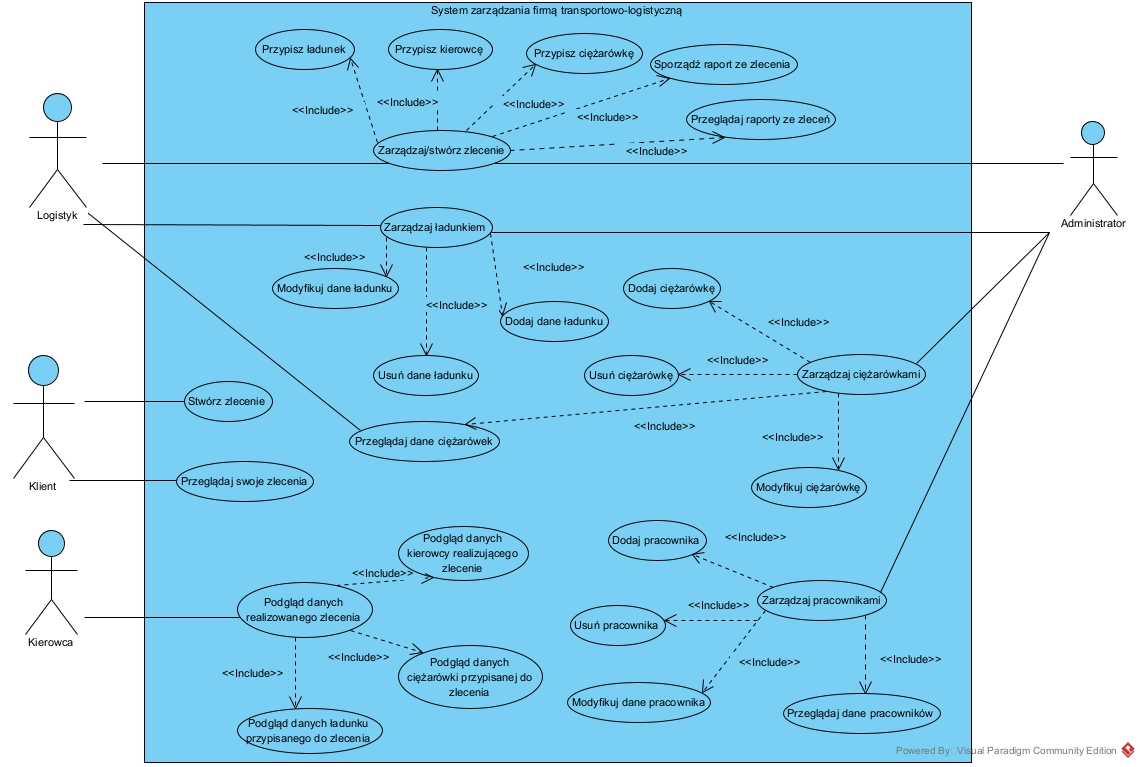 System zarządzania firmą transportowo-logistyczną
Przypisz ładunek
Przypisz kierowcę
Przypisz ciężarówkę
Sporządź raport ze zlecenia
<<Include>>
<<Include>>
<<Include>>
<<Include>>
Przeglądaj raporty ze zleceń
Zarządzaj/stwórz zlecenie
<<Include>>
Logistyk
Administrator
Zarządzaj ładunkiem
<<Include>>
<<Include>>
Modyfikuj dane ładunku
Dodaj ciężarówkę
<<Include>>
Dodaj dane ładunku
<<Include>>
<<Include>>
Usuń dane ładunku
Usuń ciężarówkę
Zarządzaj ciężarówkami
Stwórz zlecenie
<<Include>>
Przeglądaj dane ciężarówek
<<Include>>
Klient
Przeglądaj swoje zlecenia
Modyfikuj ciężarówkę
Podgląd danych
kierowcy realizującego
zlecenie
Dodaj pracownika
<<Include>>
<<Include>>
Podgląd danych
realizowanego zlecenia
Zarządzaj pracownikami
<<Include>>
Usuń pracownika
Kierowca
<<Include>>
<<Include>>
<<Include>>
<<Include>>
Podgląd danych
ciężarówki przypisanej do
zlecenia
Modyfikuj dane pracownika
Przeglądaj dane pracowników
Podgląd danych ładunku
przypisanego do zlecenia
Powered By Visual Paradigm Community Edition